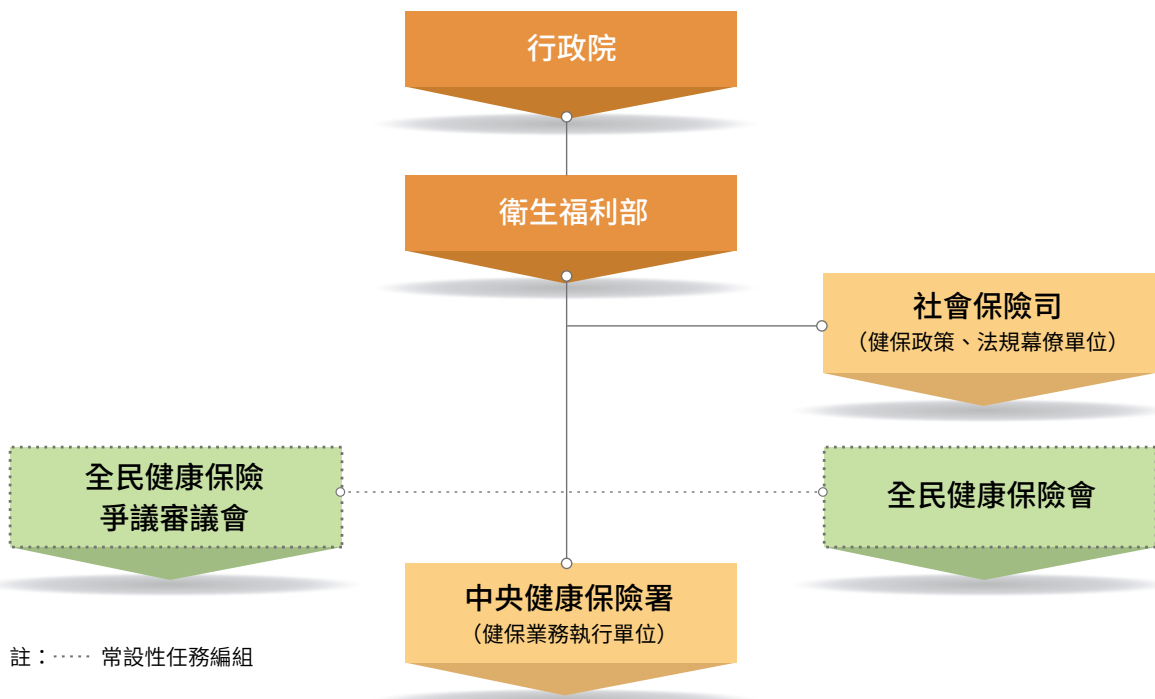 行政院
衛生福利部
社會保險司
（健保政策、法規幕僚單位）
全民健康保險
爭議審議會
全民健康保險會
中央健康保險署
（健保業務執行單位）
註：····· 常設性任務編組